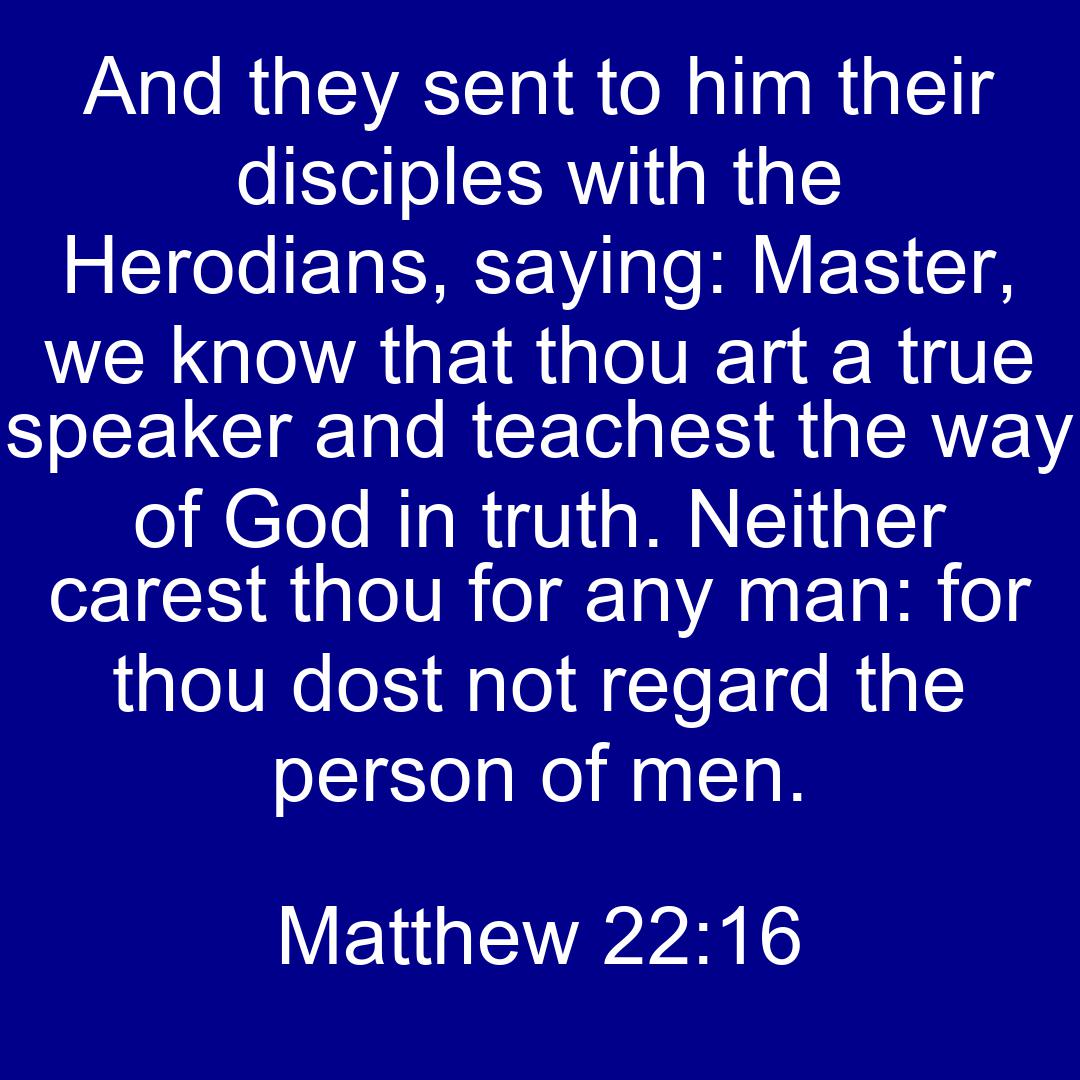 And they sent to him their
disciples with the
Herodians, saying: Master,
we know that thou art a true
speaker and teachest the way
of God in truth. Neither
carest thou for any man: for
thou dost not regard the
person of men.
Matthew 22:16